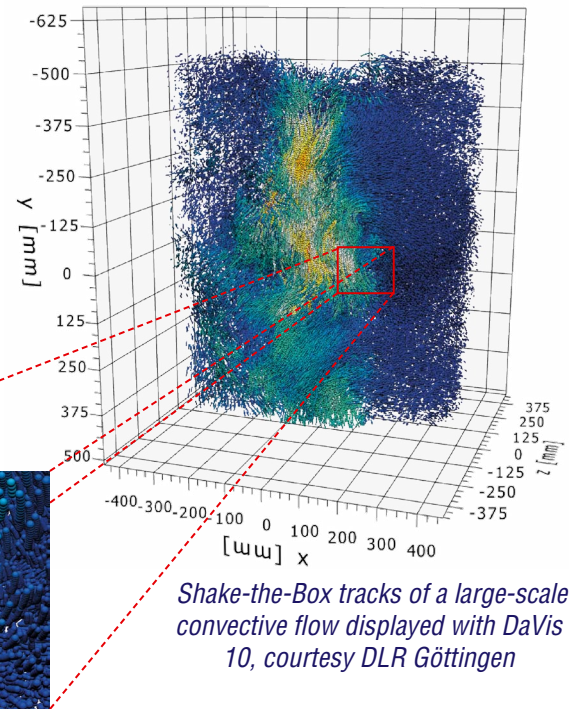 -625
-500
-375
-250
-125
0
125
250
375
500
y [mm]
-400 -300 -200 -100 0 100 200 300 400
x [mm]
375
250
125
0
-125
-250
-375
z [mm]
Shake-the-Box tracks of a large-scale
convective flow displayed with DaVis
10, courtesy DLR Göttingen